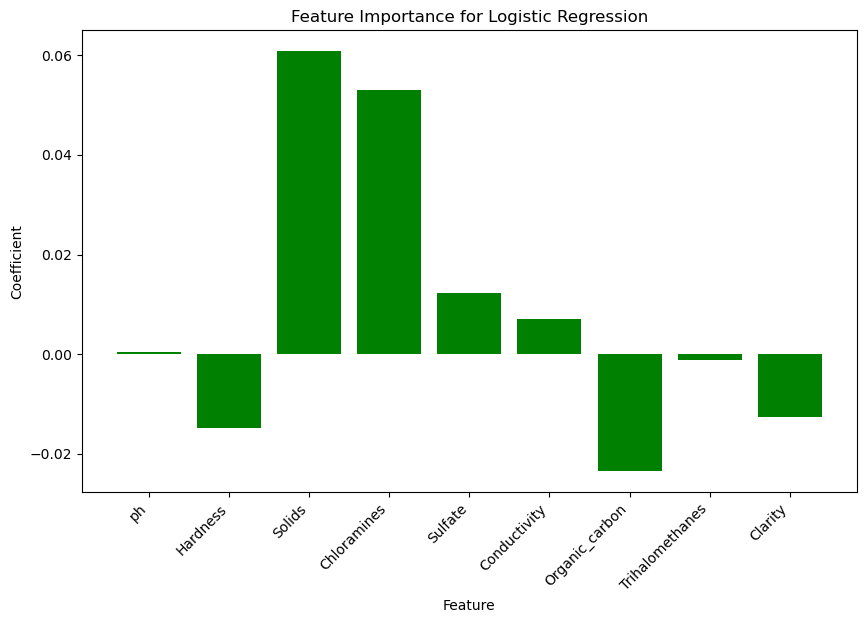 Feature Importance for Logistic Regression
0.06
0.04
0.02
0.00
−0.02
Coefficient
ph
Hardness
Solids
Chloramines
Sulfate
Conductivity
Organic_carbon
Trihalomethanes
Clarity
Feature